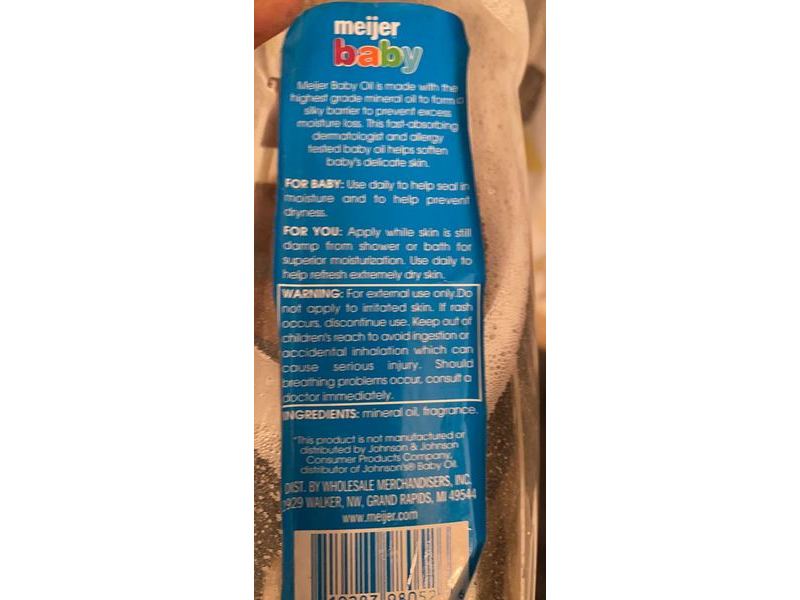 meijer
baby
Meijer Baby Oil is made with the
highest grade mineral oil to form a
silky barrier to prevent excess
moisture loss. This fast-absorbing
dermatologist and allergy
tested baby oil helps soften
baby's delicate skin.
FOR BABY: Use daily to help seal in
moisture and to help prevent
dryness.
FOR YOU: Apply while skin is still
damp from shower or bath for
superior moisturization. Use daily to
help refresh extremely dry skin.
WARNING: For external use only.Do
not apply to irritated skin. If rash
occurs, discontinue use. Keep out of
children's reach to avoid ingestion or
accidental inhalation which can
cause serious injury. Should
breathing problems occur, consult a
doctor immediately.
INGREDIENTS: mineral oil, fragrance.
*This product is not manufactured or
distributed by Johnson & Johnson
Consumer Products Company,
distributor of Johnson's® Baby Oil.
DIST. BY WHOLESALE MERCHANDISERS, INC.
2929 WALKER, NW, GRAND RAPIDS, MI 49544
www.meijer.com